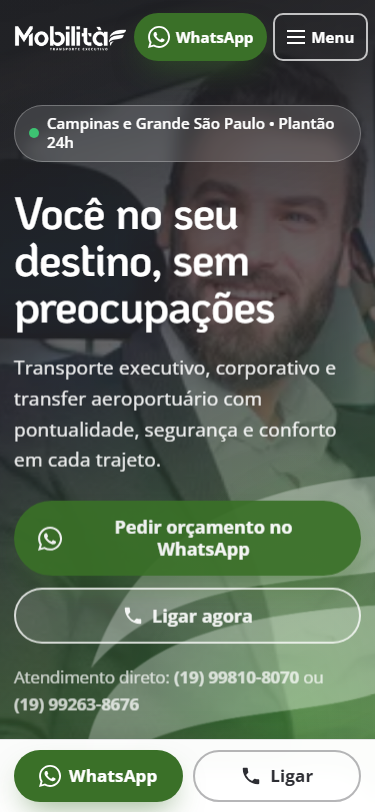 Mobilità
TRANSPORTE EXECUTIVO
WhatsApp
Menu
Campinas e Grande São Paulo • Plantão
24h
Você no seu
destino, sem
preocupações
Transporte executivo, corporativo e
transfer aeroportuário com
pontualidade, segurança e conforto
em cada trajeto.
Pedir orçamento no
WhatsApp
Ligar agora
Atendimento direto: (19) 99810-8070 ou
(19) 99263-8676
WhatsApp
Ligar